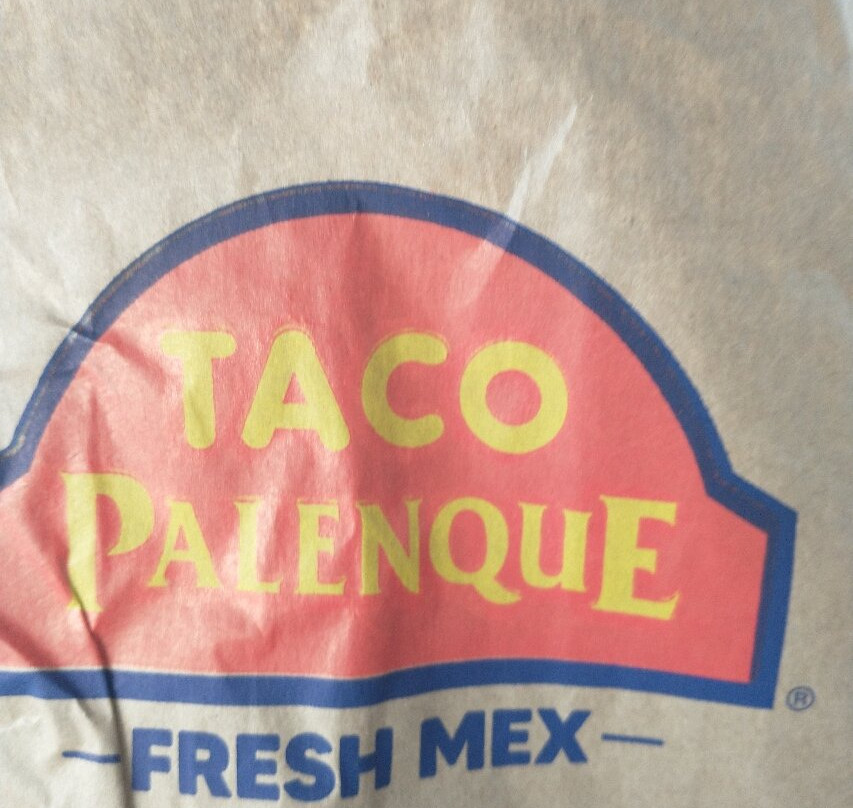 TACO
PALENQUE
®
—FRESH MEX—